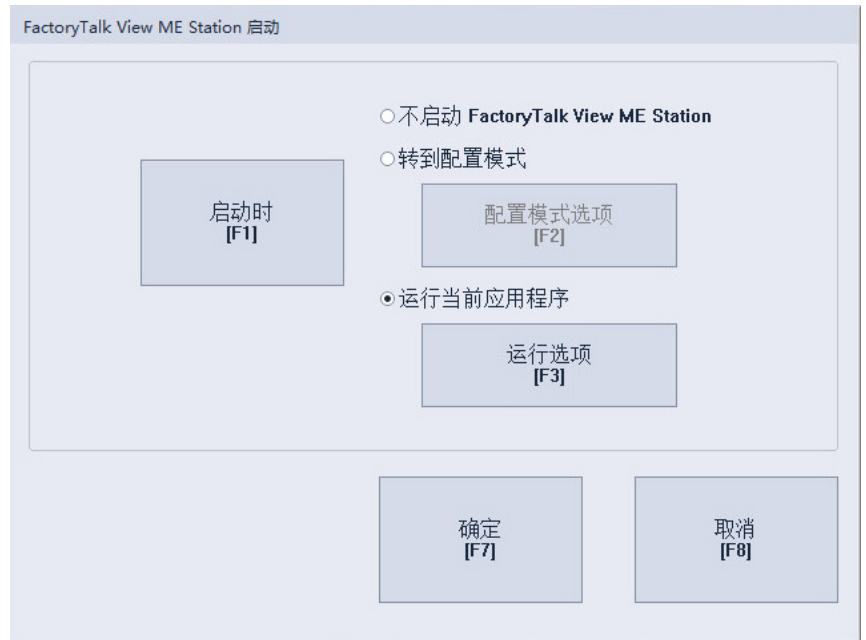 FactoryTalk View ME Station 启动
不启动 FactoryTalk View ME Station
转到配置模式
启动时
[F1]
配置模式选项
[F2]
运行当前应用程序
运行选项
[F3]
确定
[F7]
取消
[F8]